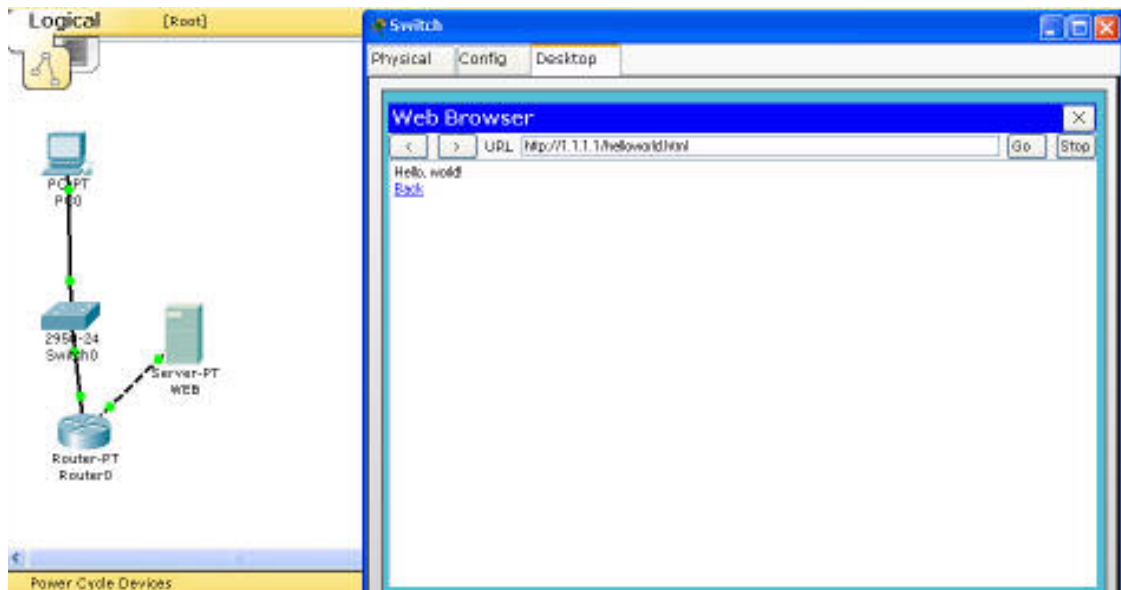 Logical [Root]
PC-PT
PC0
2950-24
Switch0
Server-PT
WEB
Router-PT
Router0
Power Cycle Devices
Switch
Physical Config Desktop
Web Browser
< > URL http://1.1.1.1/helloworld.html Go Stop
Hello, world!
Back